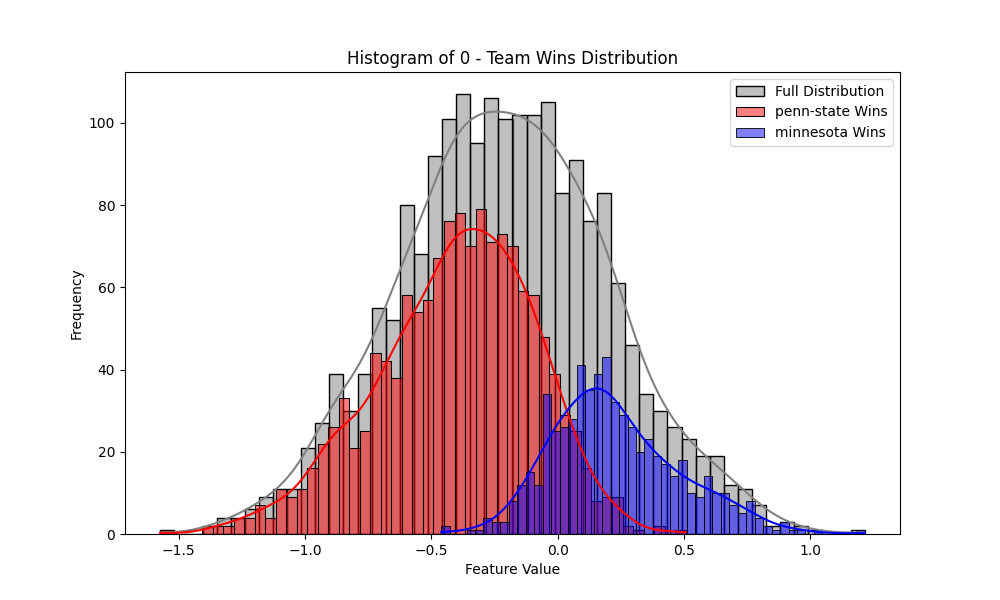 Histogram of 0 - Team Wins Distribution
Full Distribution
penn-state Wins
minnesota Wins
Frequency
100
80
60
40
20
0
−1.5
−1.0
−0.5
0.0
0.5
1.0
Feature Value